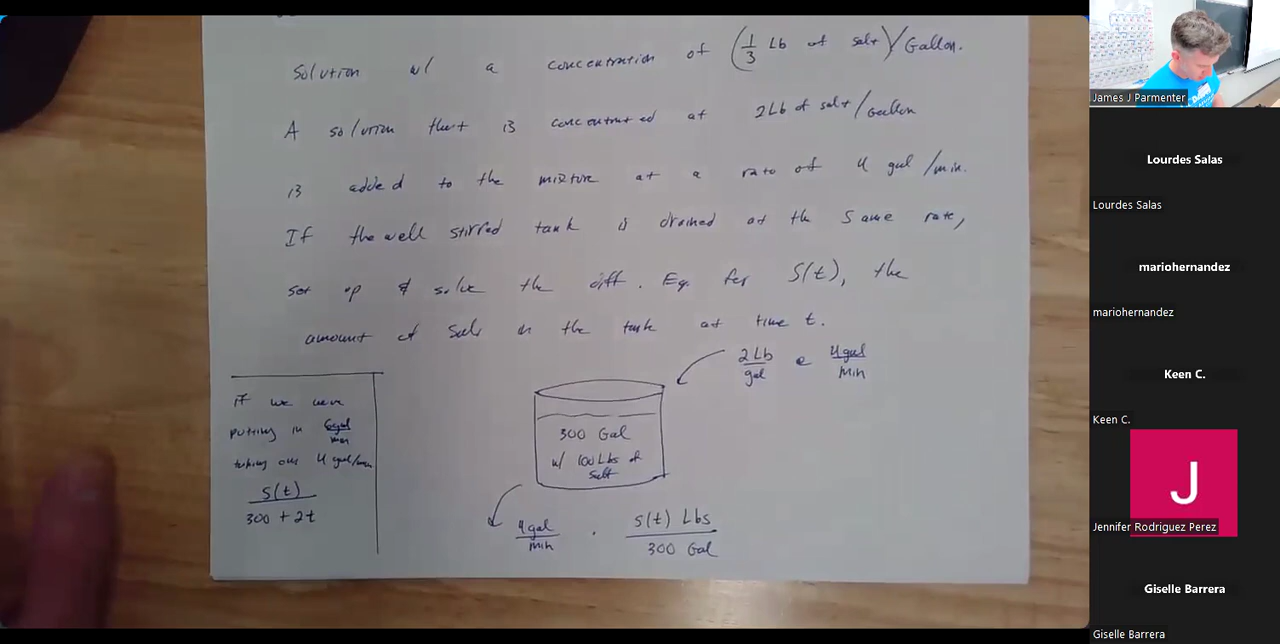 solution w/ a concentration of (1/3 Lb of salt)/Gallon.
A solution that is concentrated at 2Lb of salt/Gallon
is added to the mixture at a rate of 4 gal/min.
If the well stirred tank is drained at the same rate,
set up & solve the diff. Eq. for S(t), the
amount of salt in the tank at time t.
2Lb/gal @ 4gal/min
300 Gal
w/ 100Lbs of
salt
4gal/min · S(t) Lbs/300 Gal
if we were
putting in 6gal/min
taking out 4gal/min
S(t)
300 + 2t
James J Parmenter
Lourdes Salas
Lourdes Salas
mariohernandez
mariohernandez
Keen C.
Keen C.
J
Jennifer Rodriguez Perez
Giselle Barrera
Giselle Barrera